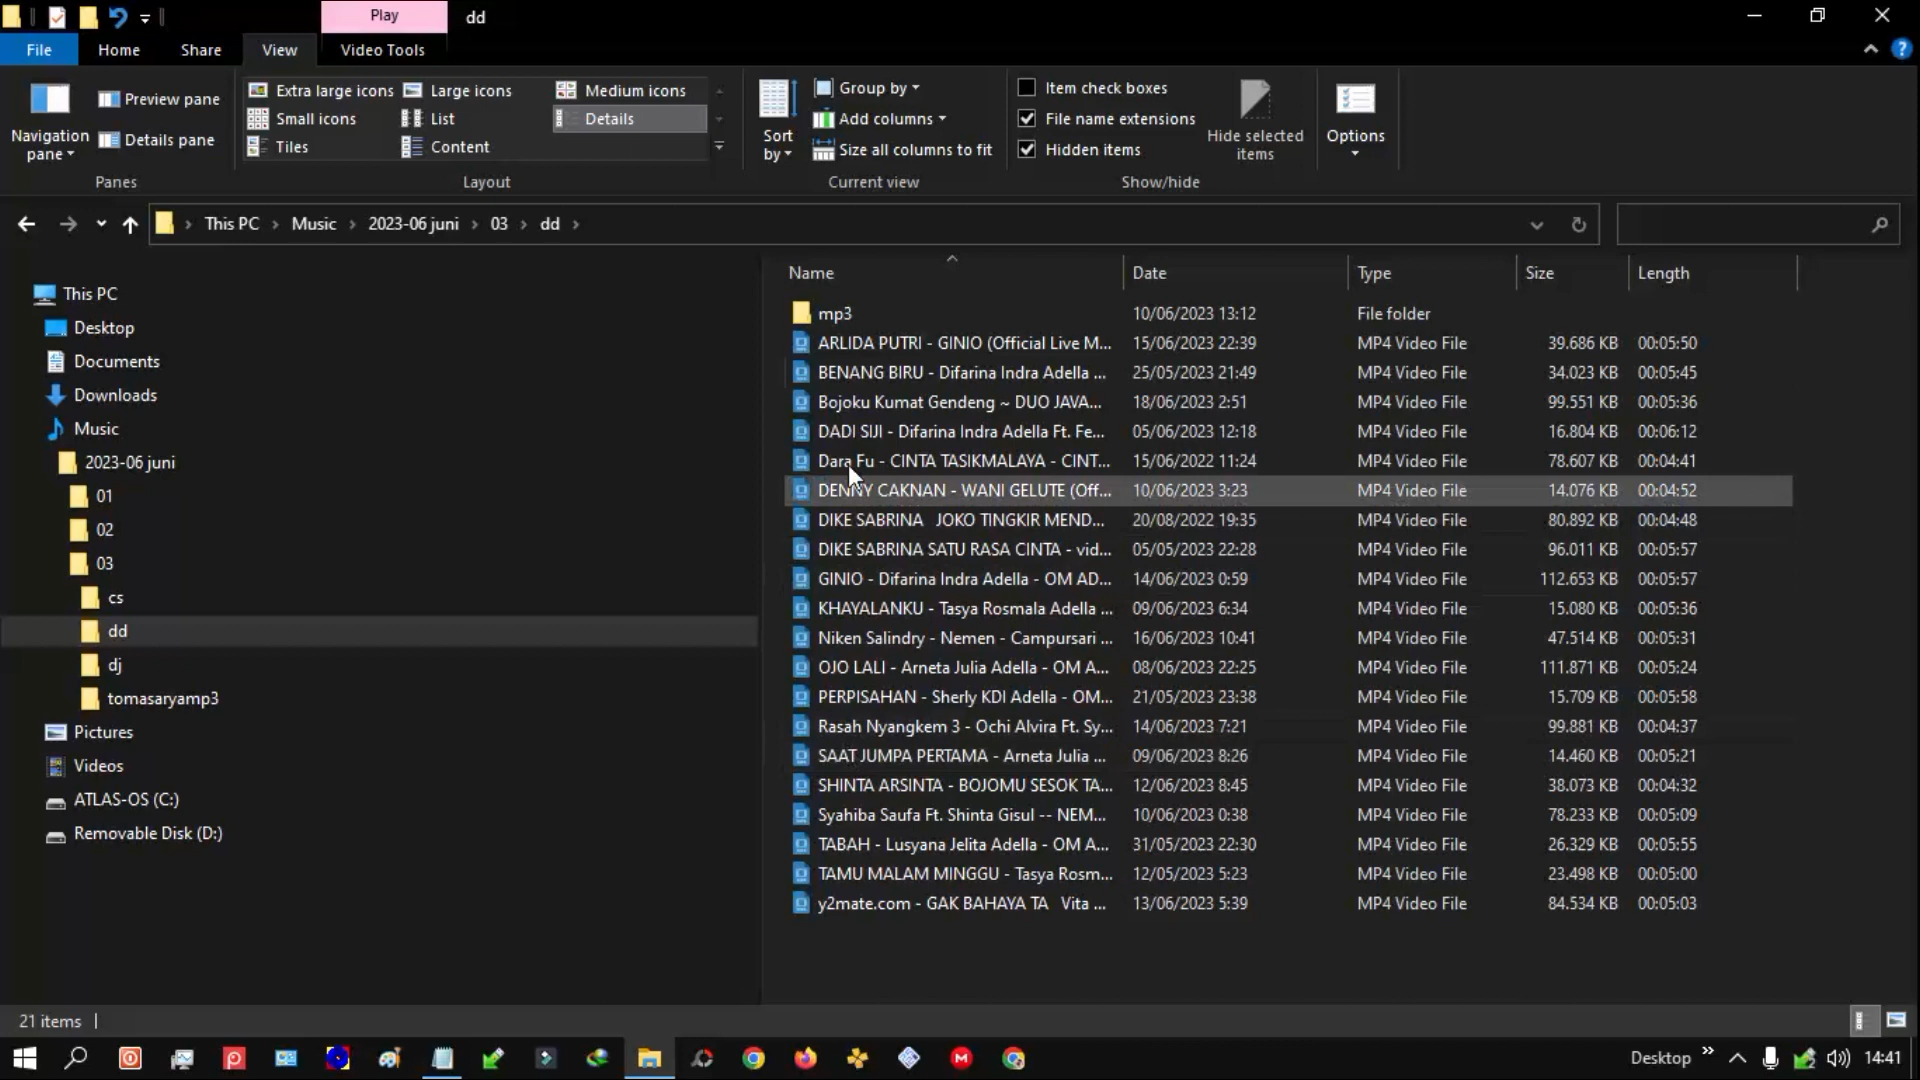 Play
dd
File Home Share View Video Tools
Navigation pane
Preview pane
Details pane
Panes
Extra large icons Large icons Medium icons
Small icons List Details
Tiles Content
Layout
Sort by
Group by
Add columns
Size all columns to fit
Current view
Item check boxes
File name extensions
Hidden items
Hide selected items
Show/hide
Options
This PC › Music › 2023-06 juni › 03 › dd ›
This PC
Desktop
Documents
Downloads
Music
2023-06 juni
01
02
03
cs
dd
dj
tomasaryamp3
Pictures
Videos
ATLAS-OS (C:)
Removable Disk (D:)
Name Date Type Size Length
mp3 10/06/2023 13:12 File folder
ARLIDA PUTRI - GINIO (Official Live M... 15/06/2023 22:39 MP4 Video File 39.686 KB 00:05:50
BENANG BIRU - Difarina Indra Adella ... 25/05/2023 21:49 MP4 Video File 34.023 KB 00:05:45
Bojoku Kumat Gendeng ~ DUO JAVA... 18/06/2023 2:51 MP4 Video File 99.551 KB 00:05:36
DADI SIJI - Difarina Indra Adella Ft. Fe... 05/06/2023 12:18 MP4 Video File 16.804 KB 00:06:12
Dara Fu - CINTA TASIKMALAYA - CINT... 15/06/2022 11:24 MP4 Video File 78.607 KB 00:04:41
DENNY CAKNAN - WANI GELUTE (Off... 10/06/2023 3:23 MP4 Video File 14.076 KB 00:04:52
DIKE SABRINA JOKO TINGKIR MEND... 20/08/2022 19:35 MP4 Video File 80.892 KB 00:04:48
DIKE SABRINA SATU RASA CINTA - vid... 05/05/2023 22:28 MP4 Video File 96.011 KB 00:05:57
GINIO - Difarina Indra Adella - OM AD... 14/06/2023 0:59 MP4 Video File 112.653 KB 00:05:57
KHAYALANKU - Tasya Rosmala Adella ... 09/06/2023 6:34 MP4 Video File 15.080 KB 00:05:36
Niken Salindry - Nemen - Campursari ... 16/06/2023 10:41 MP4 Video File 47.514 KB 00:05:31
OJO LALI - Arneta Julia Adella - OM A... 08/06/2023 22:25 MP4 Video File 111.871 KB 00:05:24
PERPISAHAN - Sherly KDI Adella - OM... 21/05/2023 23:38 MP4 Video File 15.709 KB 00:05:58
Rasah Nyangkem 3 - Ochi Alvira Ft. Sy... 14/06/2023 7:21 MP4 Video File 99.881 KB 00:04:37
SAAT JUMPA PERTAMA - Arneta Julia ... 09/06/2023 8:26 MP4 Video File 14.460 KB 00:05:21
SHINTA ARSINTA - BOJOMU SESOK TA... 12/06/2023 8:45 MP4 Video File 38.073 KB 00:04:32
Syahiba Saufa Ft. Shinta Gisul -- NEM... 10/06/2023 0:38 MP4 Video File 78.233 KB 00:05:09
TABAH - Lusyana Jelita Adella - OM A... 31/05/2023 22:30 MP4 Video File 26.329 KB 00:05:55
TAMU MALAM MINGGU - Tasya Rosm... 12/05/2023 5:23 MP4 Video File 23.498 KB 00:05:00
y2mate.com - GAK BAHAYA TA Vita ... 13/06/2023 5:39 MP4 Video File 84.534 KB 00:05:03
21 items
Desktop 14:41